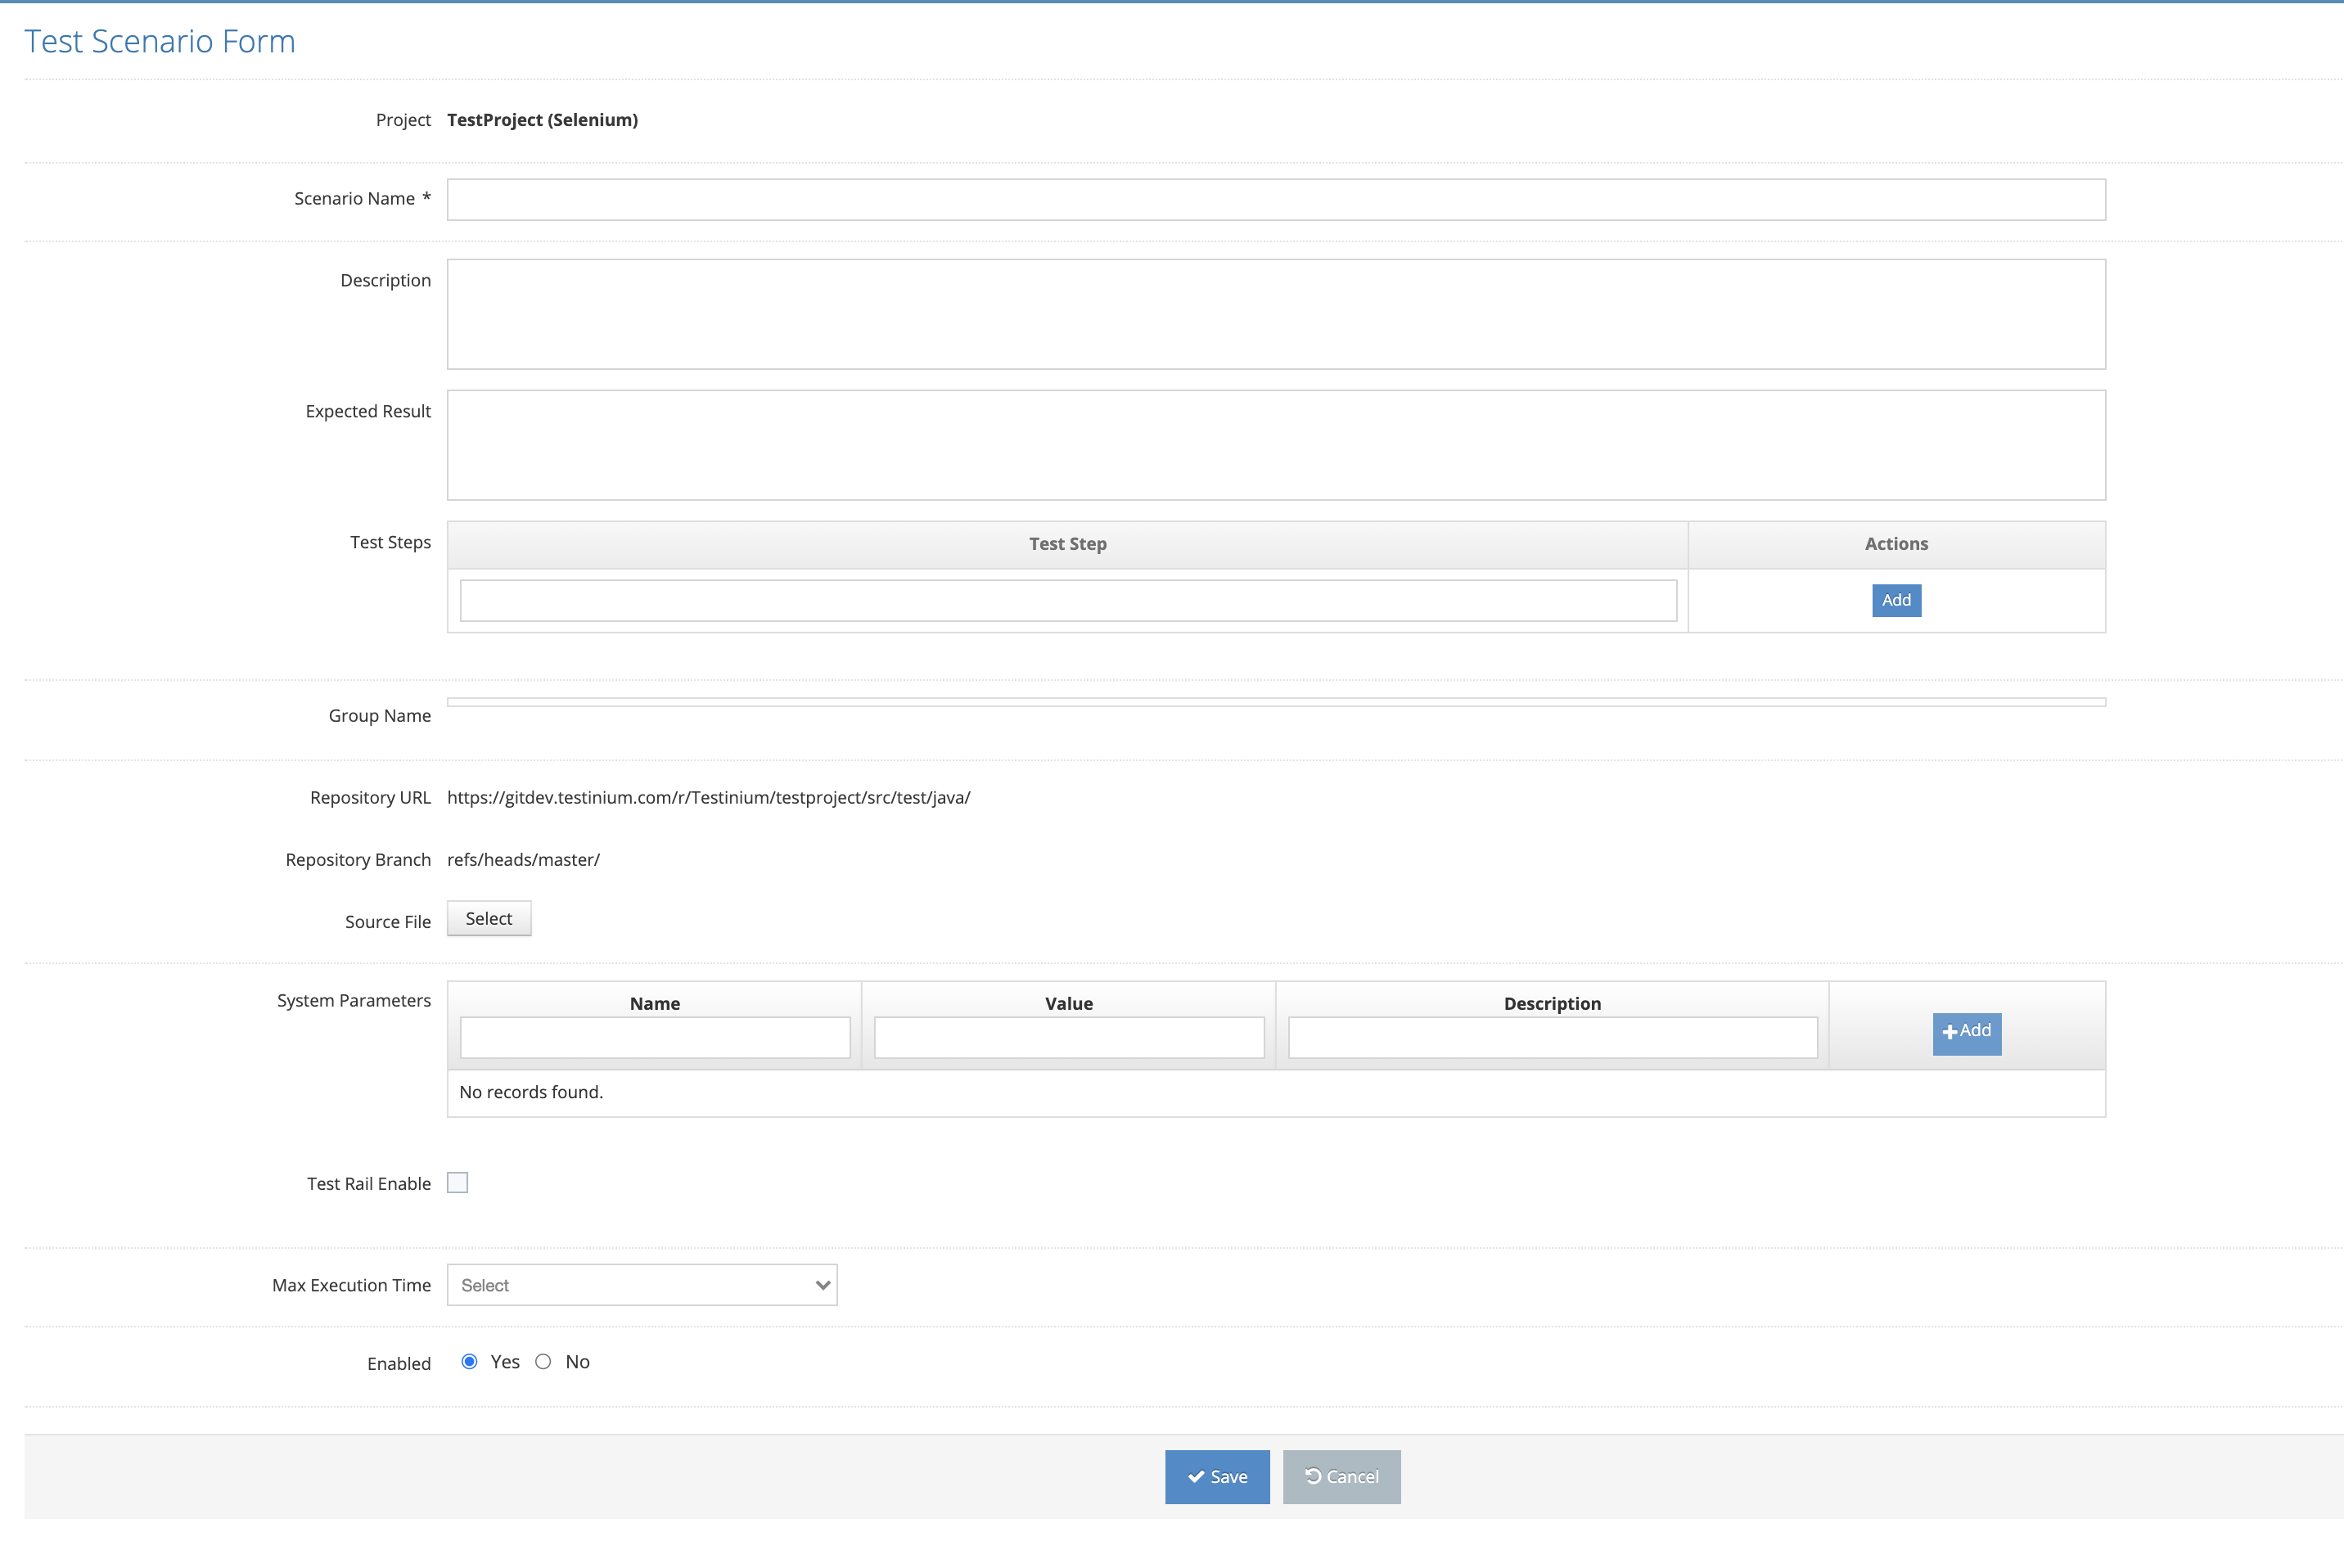 Test Scenario Form
Project TestProject (Selenium)
Scenario Name *
Description
Expected Result
Test Steps Test Step Actions
Add
Group Name
Repository URL https://gitdev.testinium.com/r/Testinium/testproject/src/test/java/
Repository Branch refs/heads/master/
Source File Select
System Parameters Name Value Description
Add
No records found.
Test Rail Enable
Max Execution Time Select
Enabled Yes No
Save Cancel